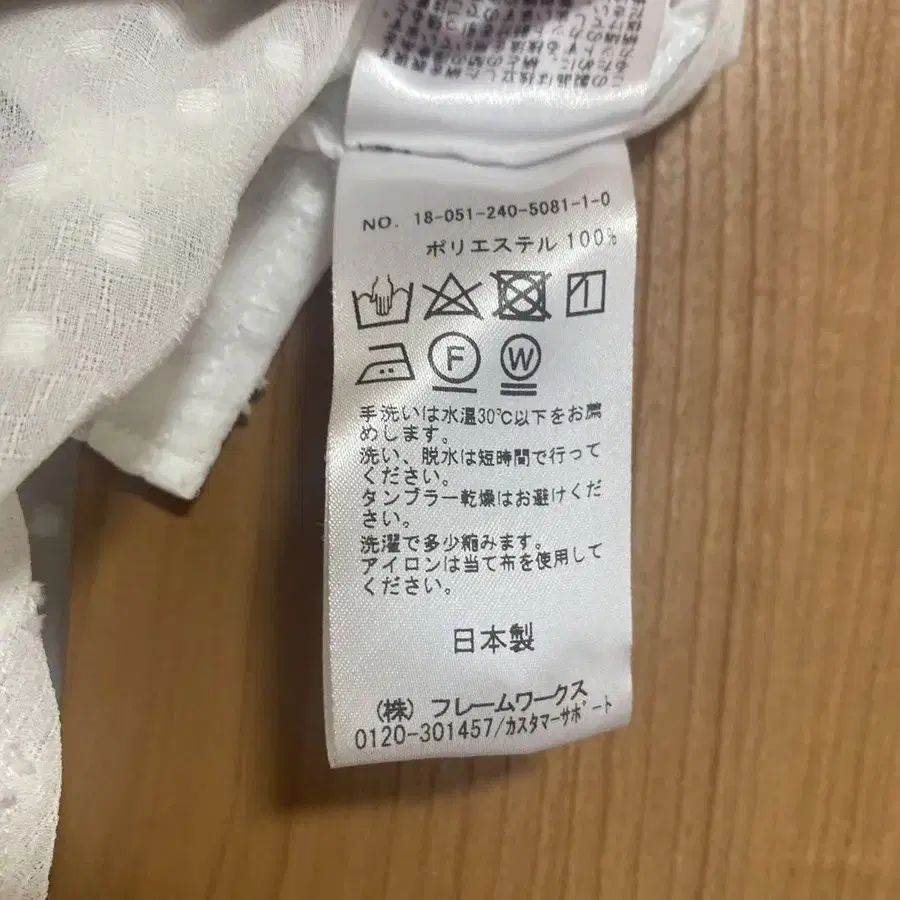 NO. 18-051-240-5081-1-0
ポリエステル 100%
F W
手洗いは水温30℃以下をお薦
めします。
洗い、脱水は短時間で行って
ください。
タンブラー乾燥はお避けくだ
さい。
洗濯で多少縮みます。
アイロンは当て布を使用して
ください。
日本製
(株) フレームワークス
0120-301457/カスタマーサポート